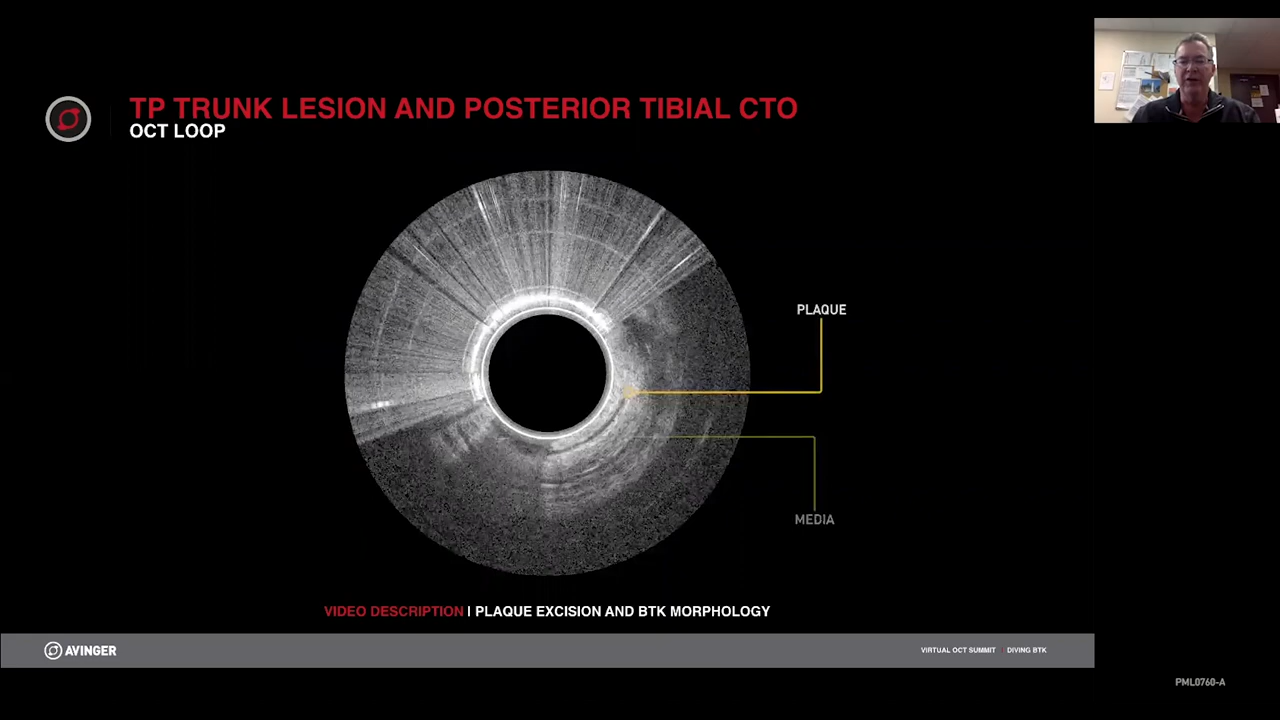 TP TRUNK LESION AND POSTERIOR TIBIAL CTO
OCT LOOP
PLAQUE
MEDIA
VIDEO DESCRIPTION | PLAQUE EXCISION AND BTK MORPHOLOGY
AVINGER
VIRTUAL OCT SUMMIT | DIVING BTK
PML0760-A